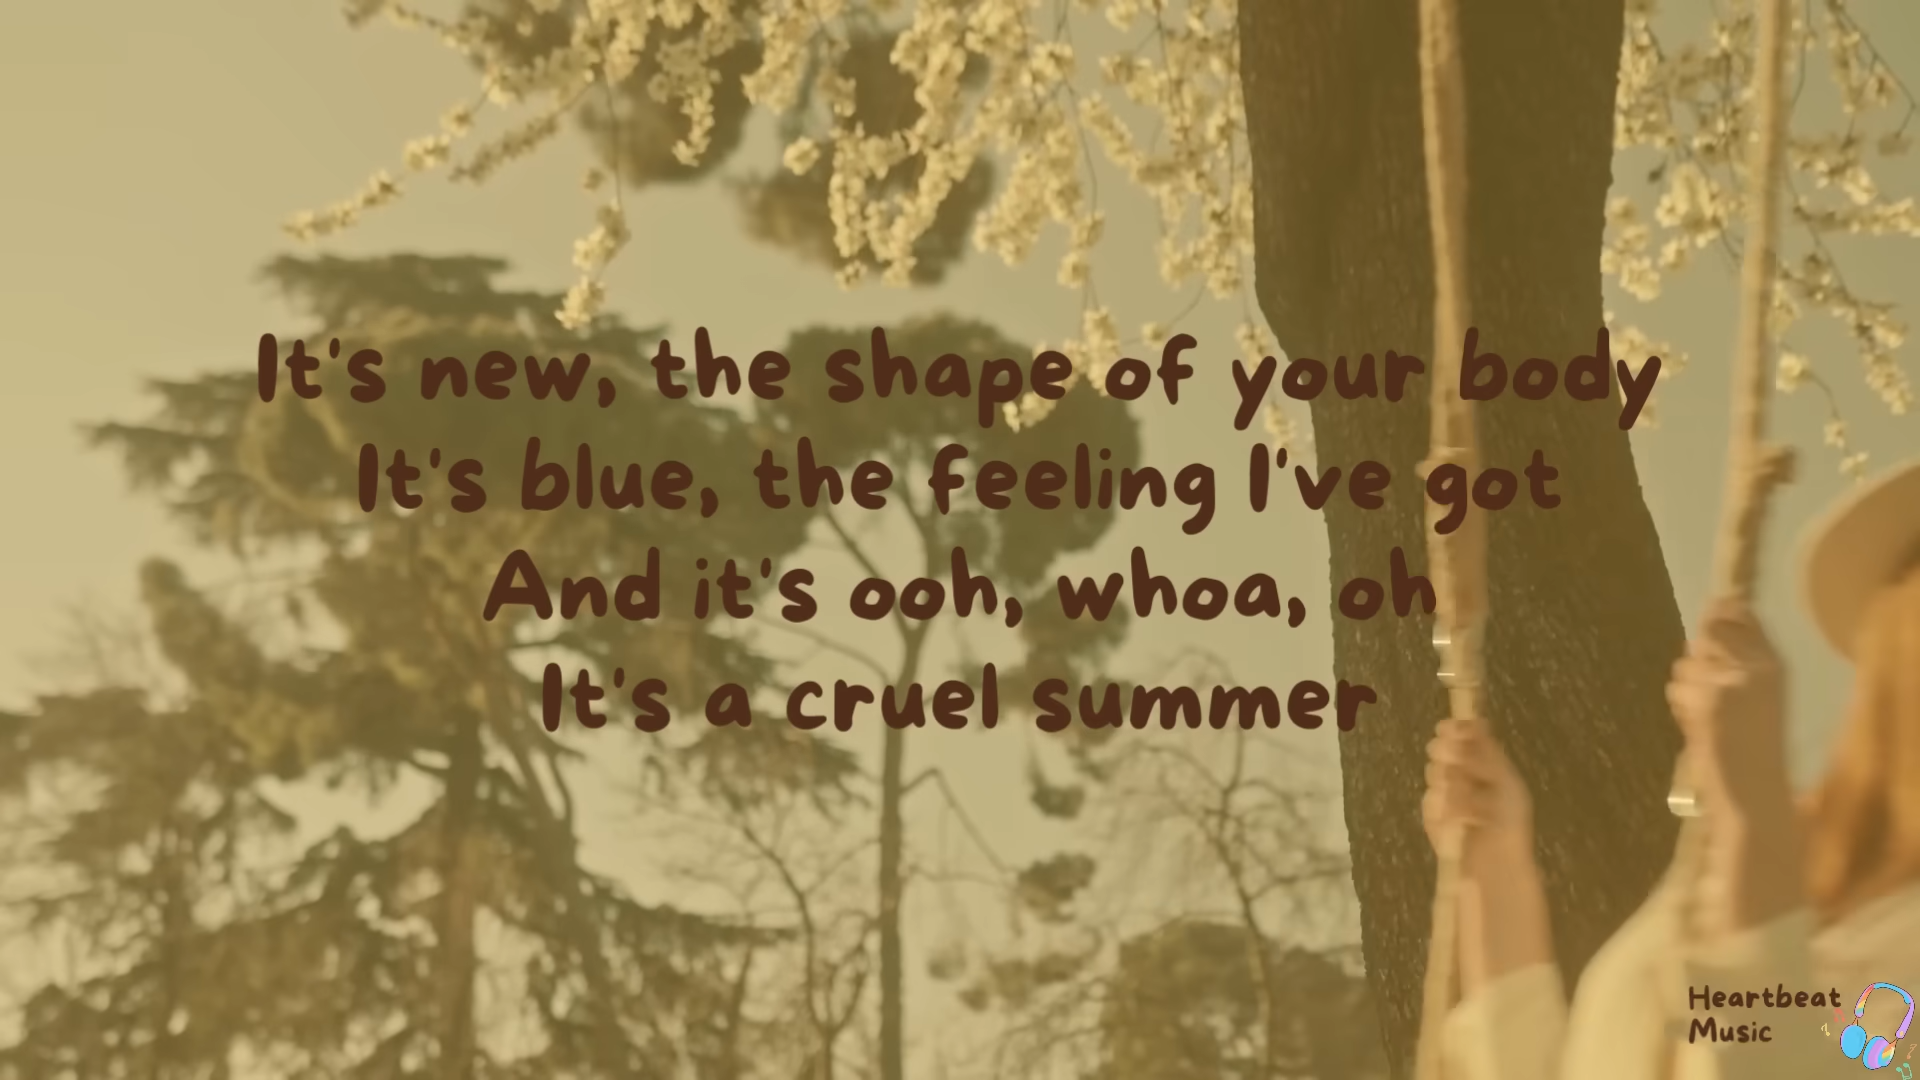 It's new, the shape of your body
It's blue, the feeling I've got
And it's ooh, whoa, oh
It's a cruel summer
Heartbeat
Music